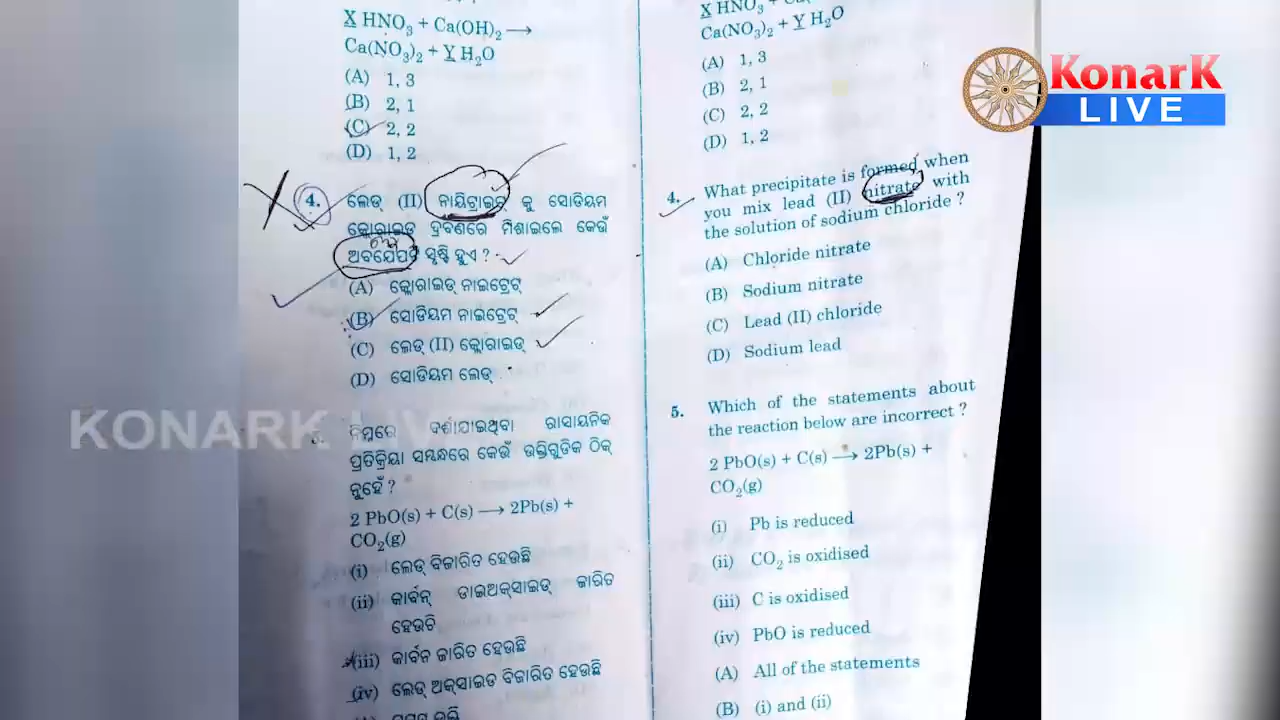 X HNO3 + Ca(OH)2 ⟶
Ca(NO3)2 + Y H2O
(A) 1, 3
(B) 2, 1
(C) 2, 2
(D) 1, 2
4. ଲେଡ୍ (II) ନାୟିଟ୍ରାଇଟ୍ କୁ ସୋଡିୟମ
କ୍ଲୋରାଇଡ୍ ଦ୍ରବଣରେ ମିଶାଇଲେ କେଉଁ
ସୃଷ୍ଟି ହୁଏ ?
(A) କ୍ଲୋରାଇଡ୍ ନାଇଟ୍ରେଟ୍
(B) ସୋଡିୟମ ନାଇଟ୍ରେଟ୍
(C) ଲେଡ୍ (II) କ୍ଲୋରାଇଡ୍
(D) ସୋଡିୟମ ଲେଡ୍
ନିମ୍ନରେ ଦର୍ଶାଯାଇଥିବା ରାସାୟନିକ
ପ୍ରତିକ୍ରିୟା ସମ୍ବନ୍ଧରେ କେଉଁ ଉକ୍ତିଗୁଡିକ ଠିକ୍
ନୁହେଁ ?
2 PbO(s) + C(s) ⟶ 2Pb(s) +
CO2(g)
(i) ଲେଡ୍ ବିଜାରିତ ହେଉଛି
(ii) କାର୍ବନ୍ ଡାଇଅକ୍ସାଇଡ୍ ଜାରିତ
ହେଉଚି
(iii) କାର୍ବନ ଜାରିତ ହେଉଛି
(iv) ଲେଡ୍ ଅକ୍ସାଇଡ ବିଜାରିତ ହେଉଛି
X HNO3 +
Ca(NO3)2 + Y H2O
(A) 1, 3
(B) 2, 1
(C) 2, 2
(D) 1, 2
4. What precipitate is formed when
you mix lead (II) nitrate with
the solution of sodium chloride ?
(A) Chloride nitrate
(B) Sodium nitrate
(C) Lead (II) chloride
(D) Sodium lead
5. Which of the statements about
the reaction below are incorrect ?
2 PbO(s) + C(s) ⟶ 2Pb(s) +
CO2(g)
(i) Pb is reduced
(ii) CO2 is oxidised
(iii) C is oxidised
(iv) PbO is reduced
(A) All of the statements
(B) (i) and (ii)
KonarK
LIVE
KONARK LIVE